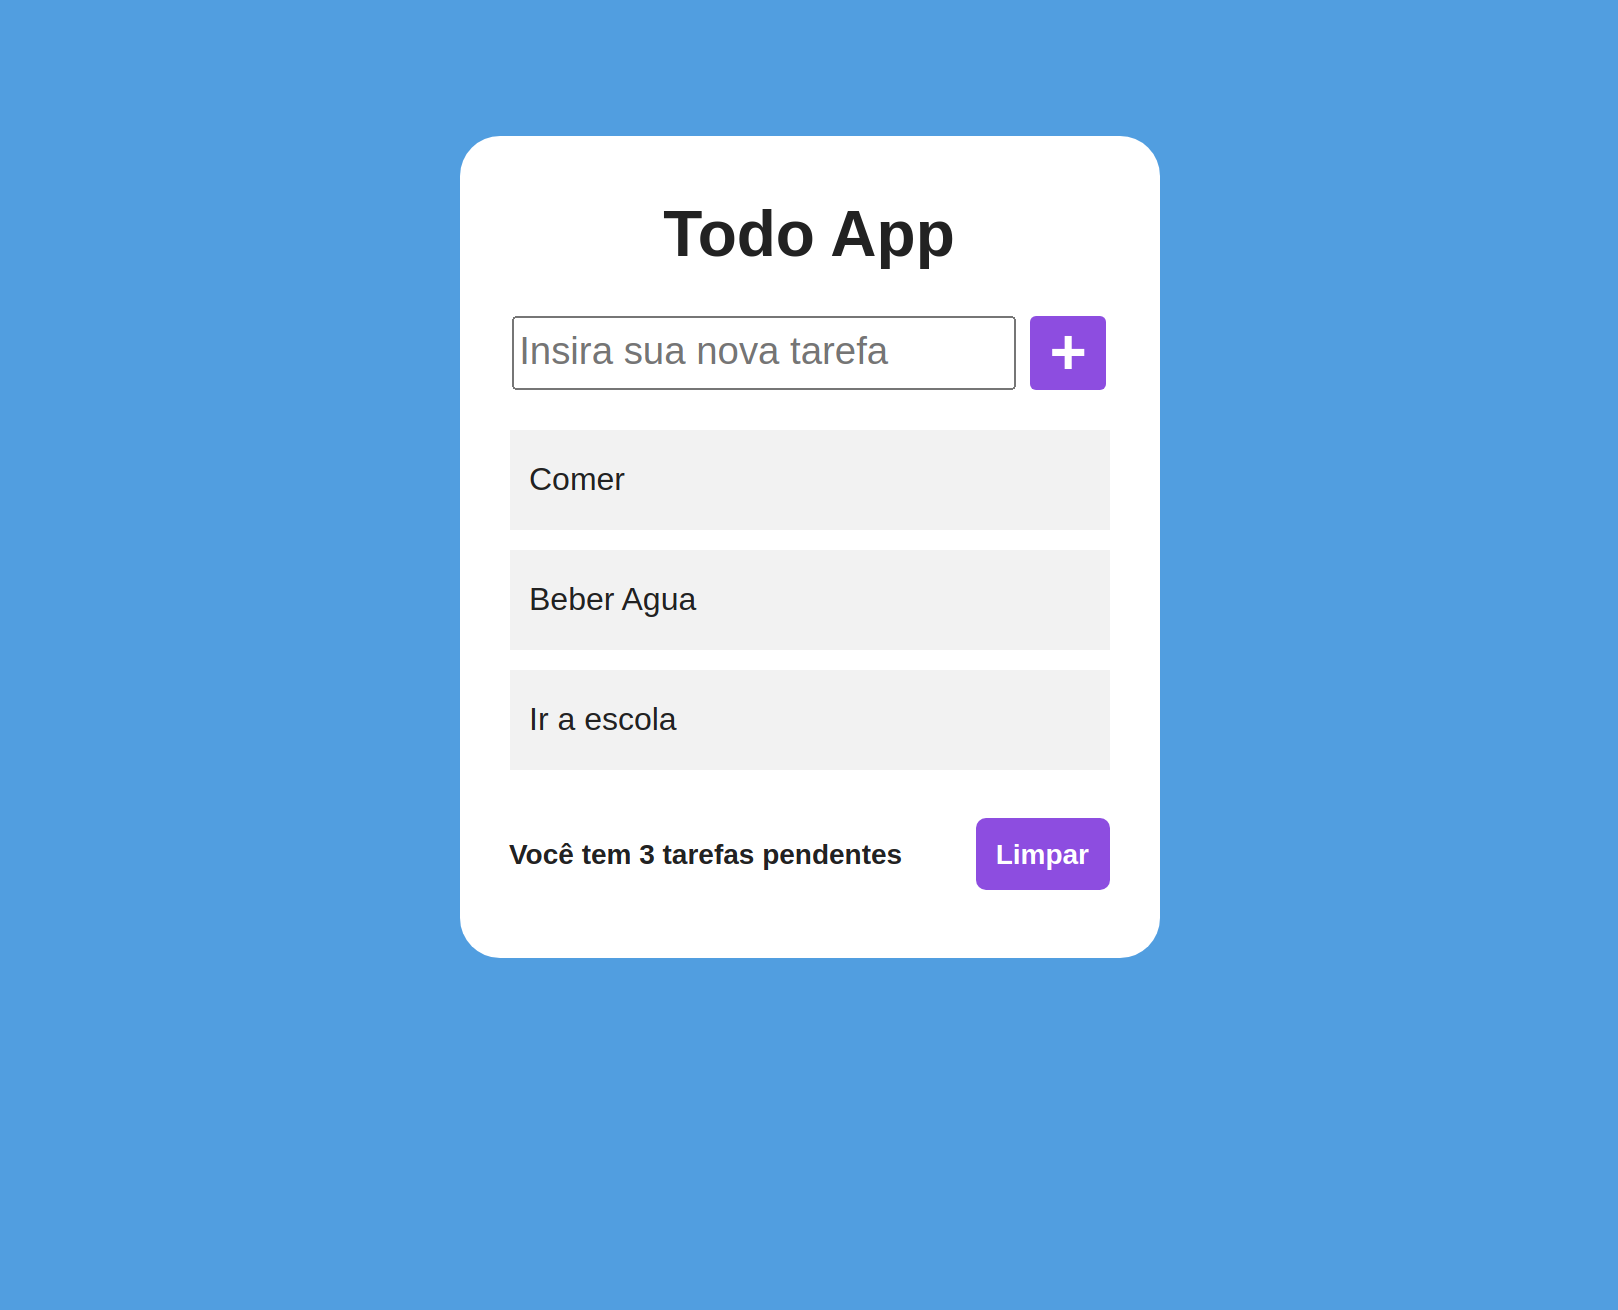 Todo App
Insira sua nova tarefa
+
Comer
Beber Agua
Ir a escola
Você tem 3 tarefas pendentes
Limpar